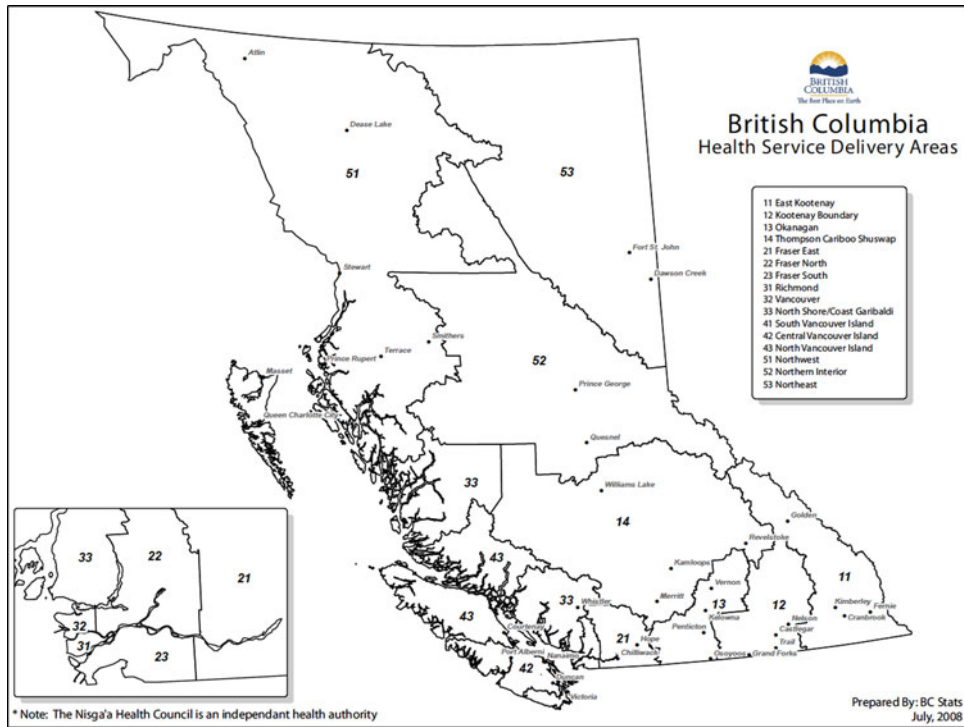 BRITISH
COLUMBIA
The Best Place on Earth
British Columbia
Health Service Delivery Areas
11 East Kootenay
12 Kootenay Boundary
13 Okanagan
14 Thompson Cariboo Shuswap
21 Fraser East
22 Fraser North
23 Fraser South
31 Richmond
32 Vancouver
33 North Shore/Coast Garibaldi
41 South Vancouver Island
42 Central Vancouver Island
43 North Vancouver Island
51 Northwest
52 Northern Interior
53 Northeast
Atlin
Dease Lake
51
53
Fort St. John
Stewart
Dawson Creek
Smithers
Terrace
Prince Rupert
52
Masset
Prince George
Queen Charlotte City
Quesnel
33
Williams Lake
14
Golden
Revelstoke
43
Kamloops
11
Vernon
33
Whistler
Merritt
13
12
Kimberley
Fernie
Kelowna
Cranbrook
43
Courtenay
Nelson
Penticton
Castlegar
21
Hope
Trail
Port Alberni
Nanaimo
Chilliwack
Osoyoos
Grand Forks
42
Duncan
Victoria
33
22
21
32
31
23
* Note: The Nisga'a Health Council is an independant health authority
Prepared By: BC Stats
July, 2008